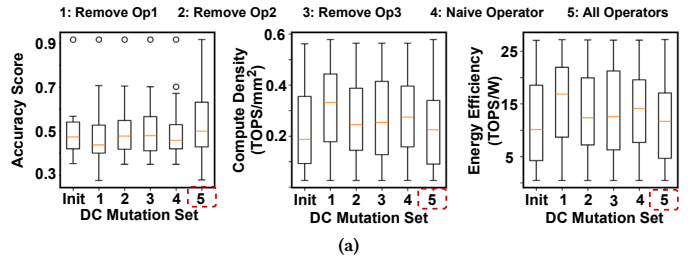 1: Remove Op1 2: Remove Op2 3: Remove Op3 4: Naive Operator 5: All Operators
Accuracy Score
0.9
0.7
0.5
0.3
Init 1 2 3 4 5
DC Mutation Set
Compute Density
(TOPS/mm²)
0.6
0.4
0.2
Init 1 2 3 4 5
DC Mutation Set
Energy Efficiency
(TOPS/W)
25
15
5
Init 1 2 3 4 5
DC Mutation Set
(a)